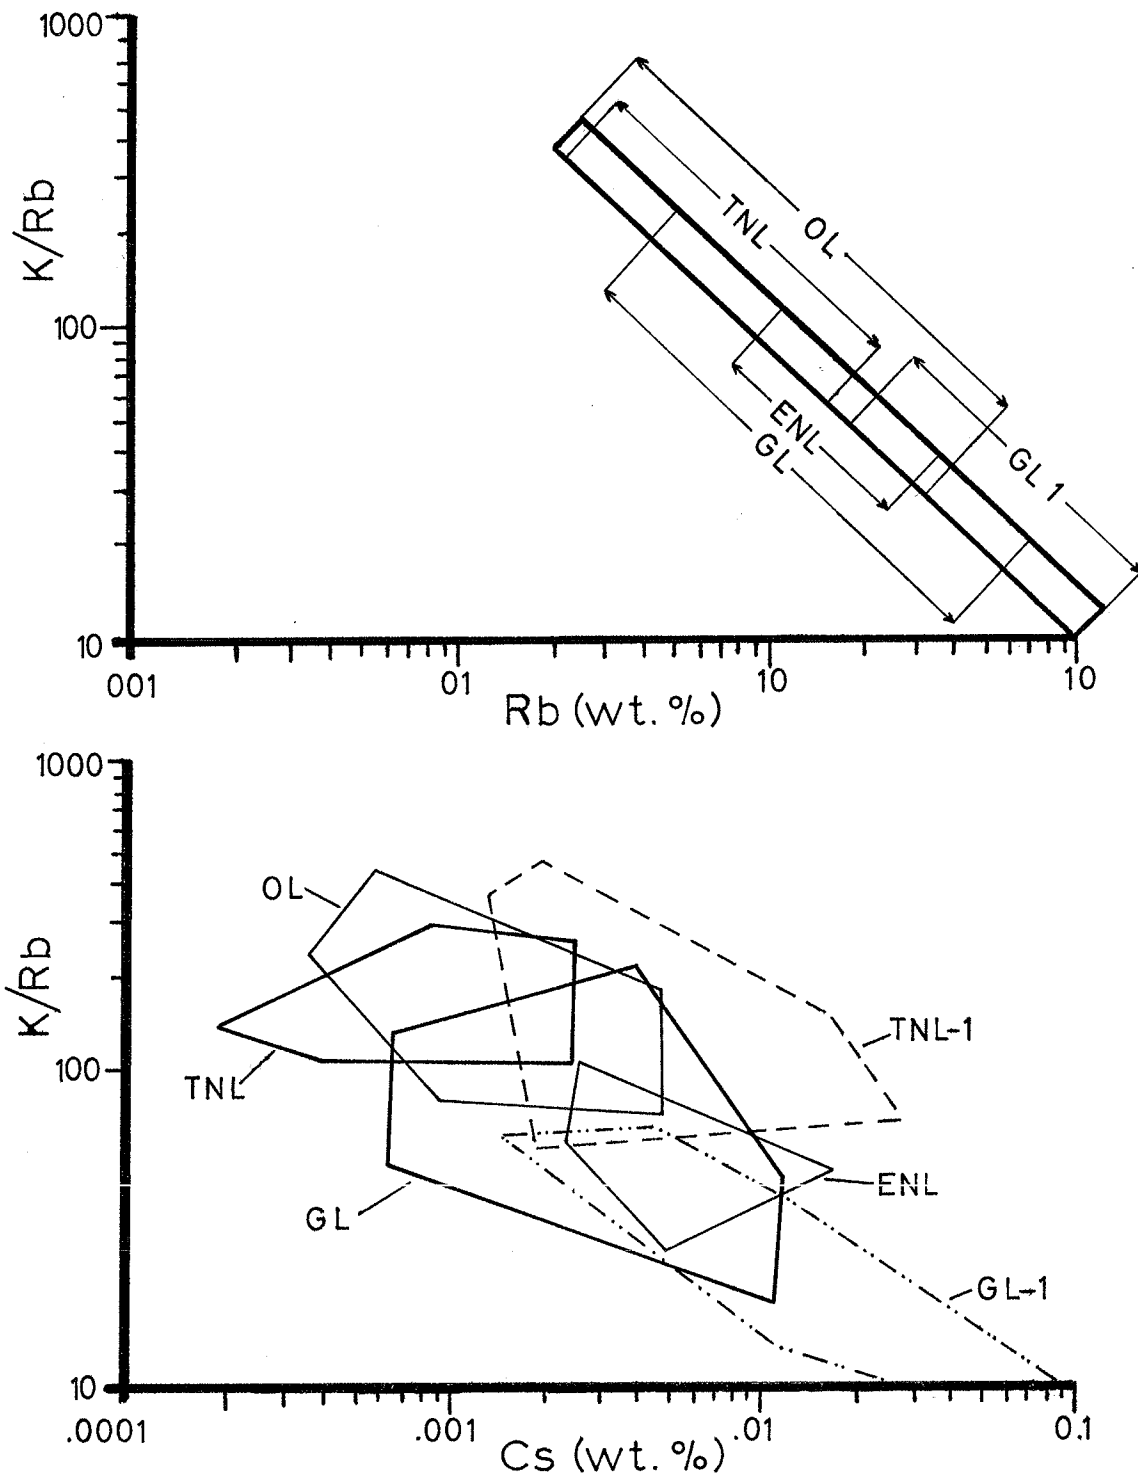 1000
K/Rb
OL
TNL
100
ENL
GL
GL 1
10
001
01
10
10
Rb (wt. %)
1000
OL
K/Rb
TNL-1
100
TNL
ENL
GL
GL-1
10
.0001
.001
.01
0.1
Cs (wt. %)